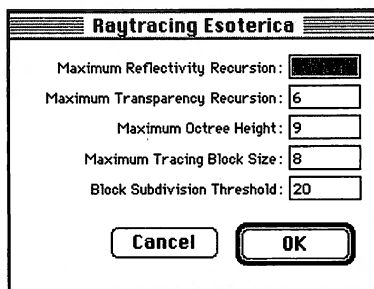 Raytracing Esoterica
Maximum Reflectivity Recursion:
Maximum Transparency Recursion: 6
Maximum Octree Height: 9
Maximum Tracing Block Size: 8
Block Subdivision Threshold: 20
Cancel OK